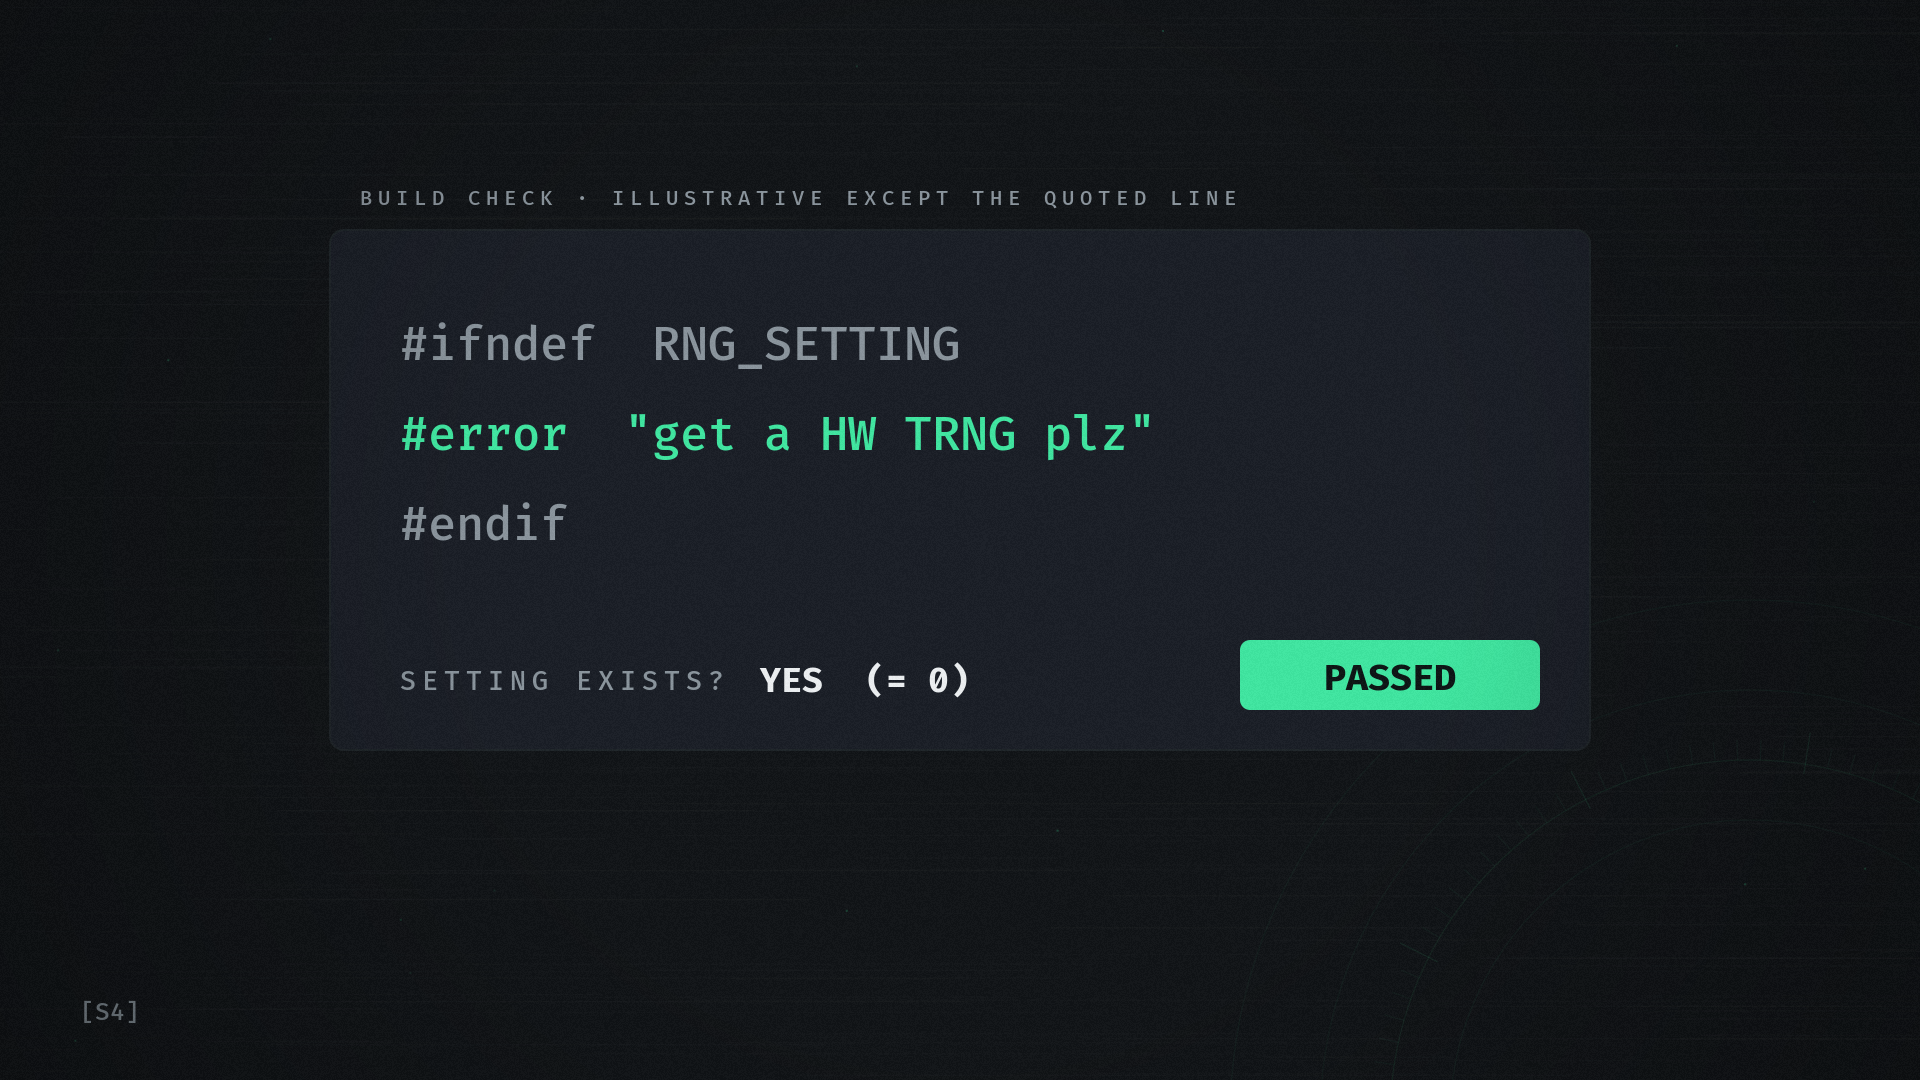 BUILD CHECK · ILLUSTRATIVE EXCEPT THE QUOTED LINE
#ifndef RNG_SETTING
#error "get a HW TRNG plz"
#endif
SETTING EXISTS? YES (= 0)
PASSED
[S4]